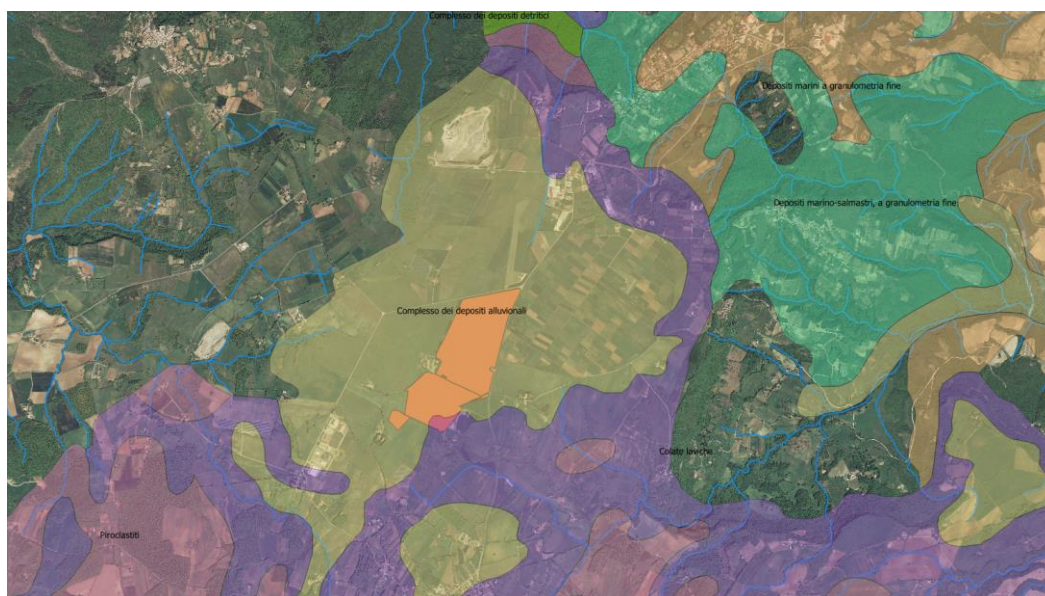 Complesso dei depositi detritici
Depositi marini a granulometria fine
Depositi marino-salmastri, a granulometria fine
Complesso dei depositi alluvionali
Colate laviche
Piroclastiti